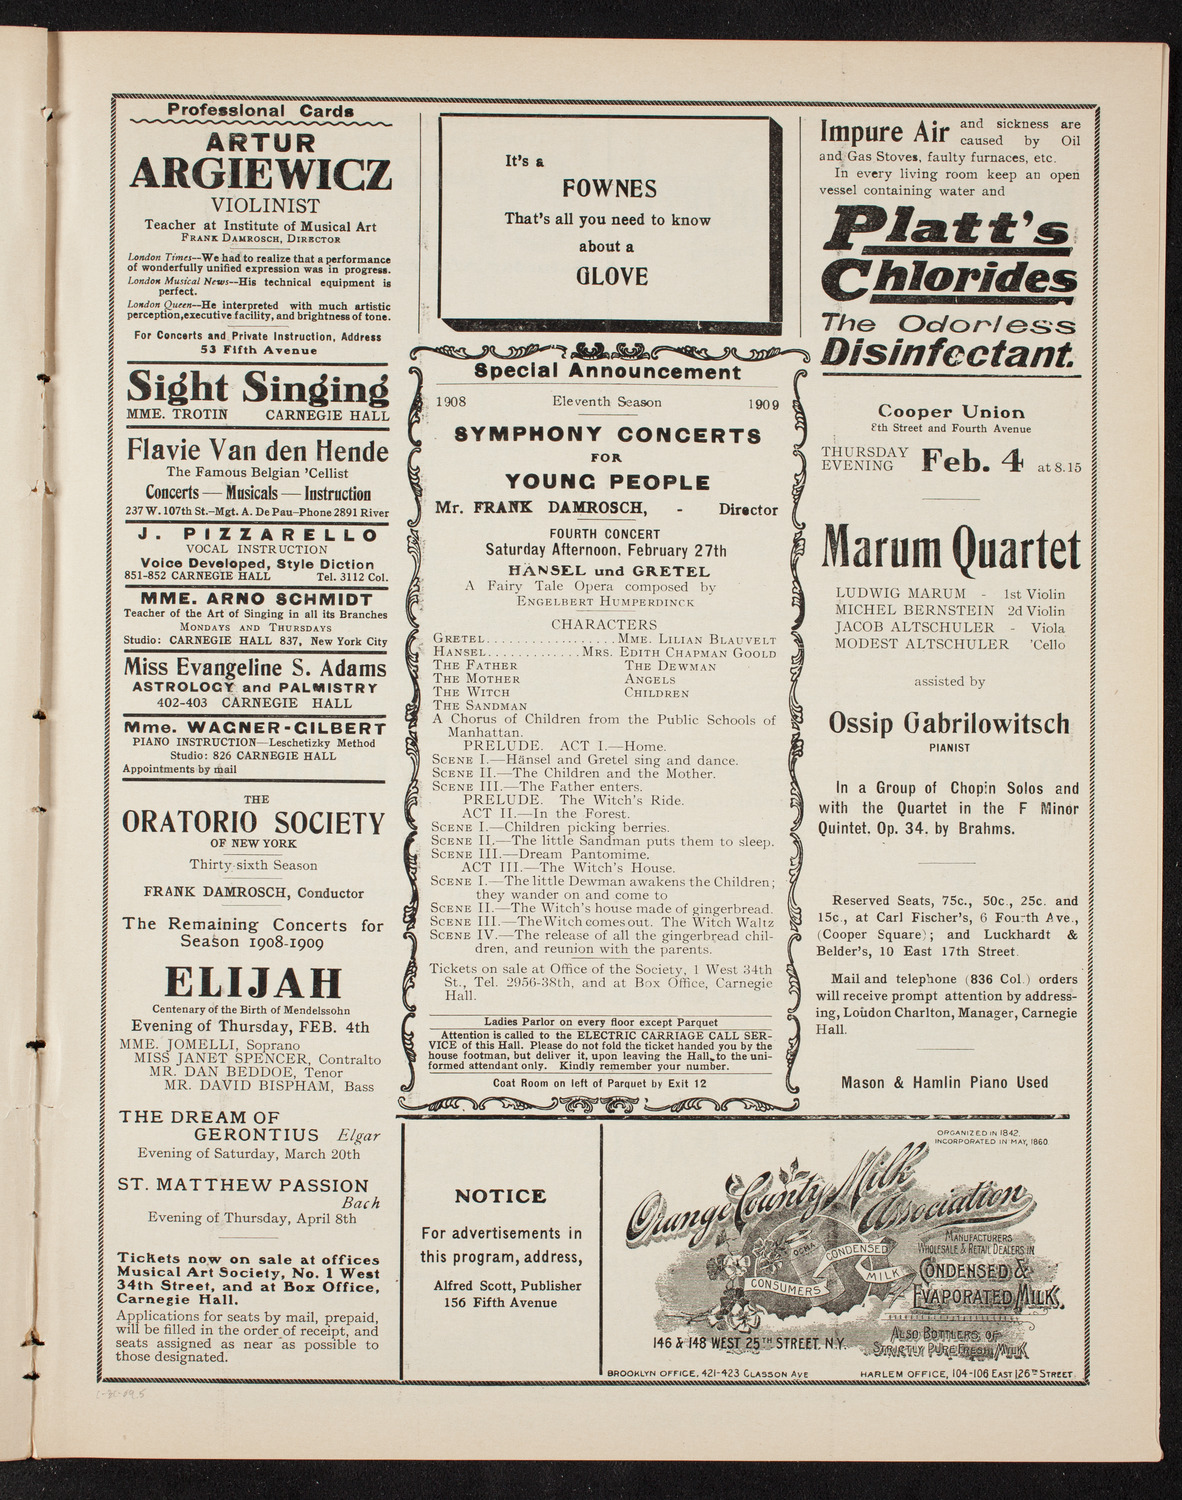 Professional Cards
ARTUR
ARGIEWICZ
VIOLINIST
Teacher at Institute of Musical Art
FRANK DAMROSCH, DIRECTOR
London Times--We had to realize that a performance
of wonderfully unified expression was in progress.
London Musical News--His technical equipment is
perfect.
London Queen--He interpreted with much artistic
perception, executive facility, and brightness of tone.
For Concerts and Private Instruction, Address
53 Fifth Avenue
Sight Singing
MME. TROTIN CARNEGIE HALL
Flavie Van den Hende
The Famous Belgian 'Cellist
Concerts — Musicals — Instruction
237 W. 107th St.-Mgt. A. De Pau-Phone 2891 River
J. PIZZARELLO
VOCAL INSTRUCTION
Voice Developed, Style Diction
851-852 CARNEGIE HALL Tel. 3112 Col.
MME. ARNO SCHMIDT
Teacher of the Art of Singing in all its Branches
MONDAYS AND THURSDAYS
Studio: CARNEGIE HALL 837, New York City
Miss Evangeline S. Adams
ASTROLOGY and PALMISTRY
402-403 CARNEGIE HALL
Mme. WAGNER-GILBERT
PIANO INSTRUCTION—Leschetizky Method
Studio: 826 CARNEGIE HALL
Appointments by mail
THE
ORATORIO SOCIETY
OF NEW YORK
Thirty-sixth Season
FRANK DAMROSCH, Conductor
The Remaining Concerts for
Season 1908-1909
ELIJAH
Centenary of the Birth of Mendelssohn
Evening of Thursday, FEB. 4th
MME. JOMELLI, Soprano
MISS JANET SPENCER, Contralto
MR. DAN BEDDOE, Tenor
MR. DAVID BISPHAM, Bass
THE DREAM OF
GERONTIUS Elgar
Evening of Saturday, March 20th
ST. MATTHEW PASSION
Bach
Evening of Thursday, April 8th
Tickets now on sale at offices
Musical Art Society, No. 1 West
34th Street, and at Box Office,
Carnegie Hall.
Applications for seats by mail, prepaid,
will be filled in the order of receipt, and
seats assigned as near as possible to
those designated.
It's a
FOWNES
That's all you need to know
about a
GLOVE
Special Announcement
1908 Eleventh Season 1909
SYMPHONY CONCERTS
FOR
YOUNG PEOPLE
Mr. FRANK DAMROSCH, - Director
FOURTH CONCERT
Saturday Afternoon, February 27th
HÄNSEL und GRETEL
A Fairy Tale Opera composed by
ENGELBERT HUMPERDINCK
CHARACTERS
GRETEL..................MME. LILIAN BLAUVELT
HANSEL.............MRS. EDITH CHAPMAN GOOLD
THE FATHER THE DEWMAN
THE MOTHER ANGELS
THE WITCH CHILDREN
THE SANDMAN
A Chorus of Children from the Public Schools of
Manhattan.
PRELUDE. ACT I.—Home.
SCENE I.—Hänsel and Gretel sing and dance.
SCENE II.—The Children and the Mother.
SCENE III.—The Father enters.
PRELUDE. The Witch's Ride.
ACT II.—In the Forest.
SCENE I.—Children picking berries.
SCENE II.—The little Sandman puts them to sleep.
SCENE III.—Dream Pantomime.
ACT III.—The Witch's House.
SCENE I.—The little Dewman awakens the Children;
they wander on and come to
SCENE II.—The Witch's house made of gingerbread.
SCENE III.—The Witch comes out. The Witch Waltz
SCENE IV.—The release of all the gingerbread chil-
dren, and reunion with the parents.
Tickets on sale at Office of the Society, 1 West 34th
St., Tel. 2956-38th, and at Box Office, Carnegie
Hall.
Ladies Parlor on every floor except Parquet
Attention is called to the ELECTRIC CARRIAGE CALL SER-
VICE of this Hall. Please do not fold the ticket handed you by the
house footman, but deliver it, upon leaving the Hall, to the uni-
formed attendant only. Kindly remember your number.
Coat Room on left of Parquet by Exit 12
Impure Air and sickness are
caused by Oil
and Gas Stoves, faulty furnaces, etc.
In every living room keep an open
vessel containing water and
Platt's
Chlorides
The Odorless
Disinfectant.
Cooper Union
8th Street and Fourth Avenue
THURSDAY
EVENING Feb. 4 at 8.15
Marum Quartet
LUDWIG MARUM - 1st Violin
MICHEL BERNSTEIN 2d Violin
JACOB ALTSCHULER - Viola
MODEST ALTSCHULER 'Cello
assisted by
Ossip Gabrilowitsch
PIANIST
In a Group of Chopin Solos and
with the Quartet in the F Minor
Quintet, Op. 34, by Brahms.
Reserved Seats, 75c., 50c., 25c. and
15c., at Carl Fischer's, 6 Fourth Ave.,
(Cooper Square); and Luckhardt &
Belder's, 10 East 17th Street.
Mail and telephone (836 Col.) orders
will receive prompt attention by address-
ing, Loudon Charlton, Manager, Carnegie
Hall.
Mason & Hamlin Piano Used
NOTICE
For advertisements in
this program, address,
Alfred Scott, Publisher
156 Fifth Avenue
ORGANIZED IN 1842.
INCORPORATED IN MAY, 1860
Orange County Milk
Association
MANUFACTURERS
WHOLESALE & RETAIL DEALERS IN
CONDENSED &
EVAPORATED MILK.
OCMA
CONSUMERS
CONDENSED
MILK
ALSO BOTTLERS OF
STRICTLY PURE FRESH MILK
146 & 148 WEST 25TH STREET. N.Y.
BROOKLYN OFFICE, 421-423 CLASSON AVE HARLEM OFFICE, 104-106 EAST 126TH STREET.